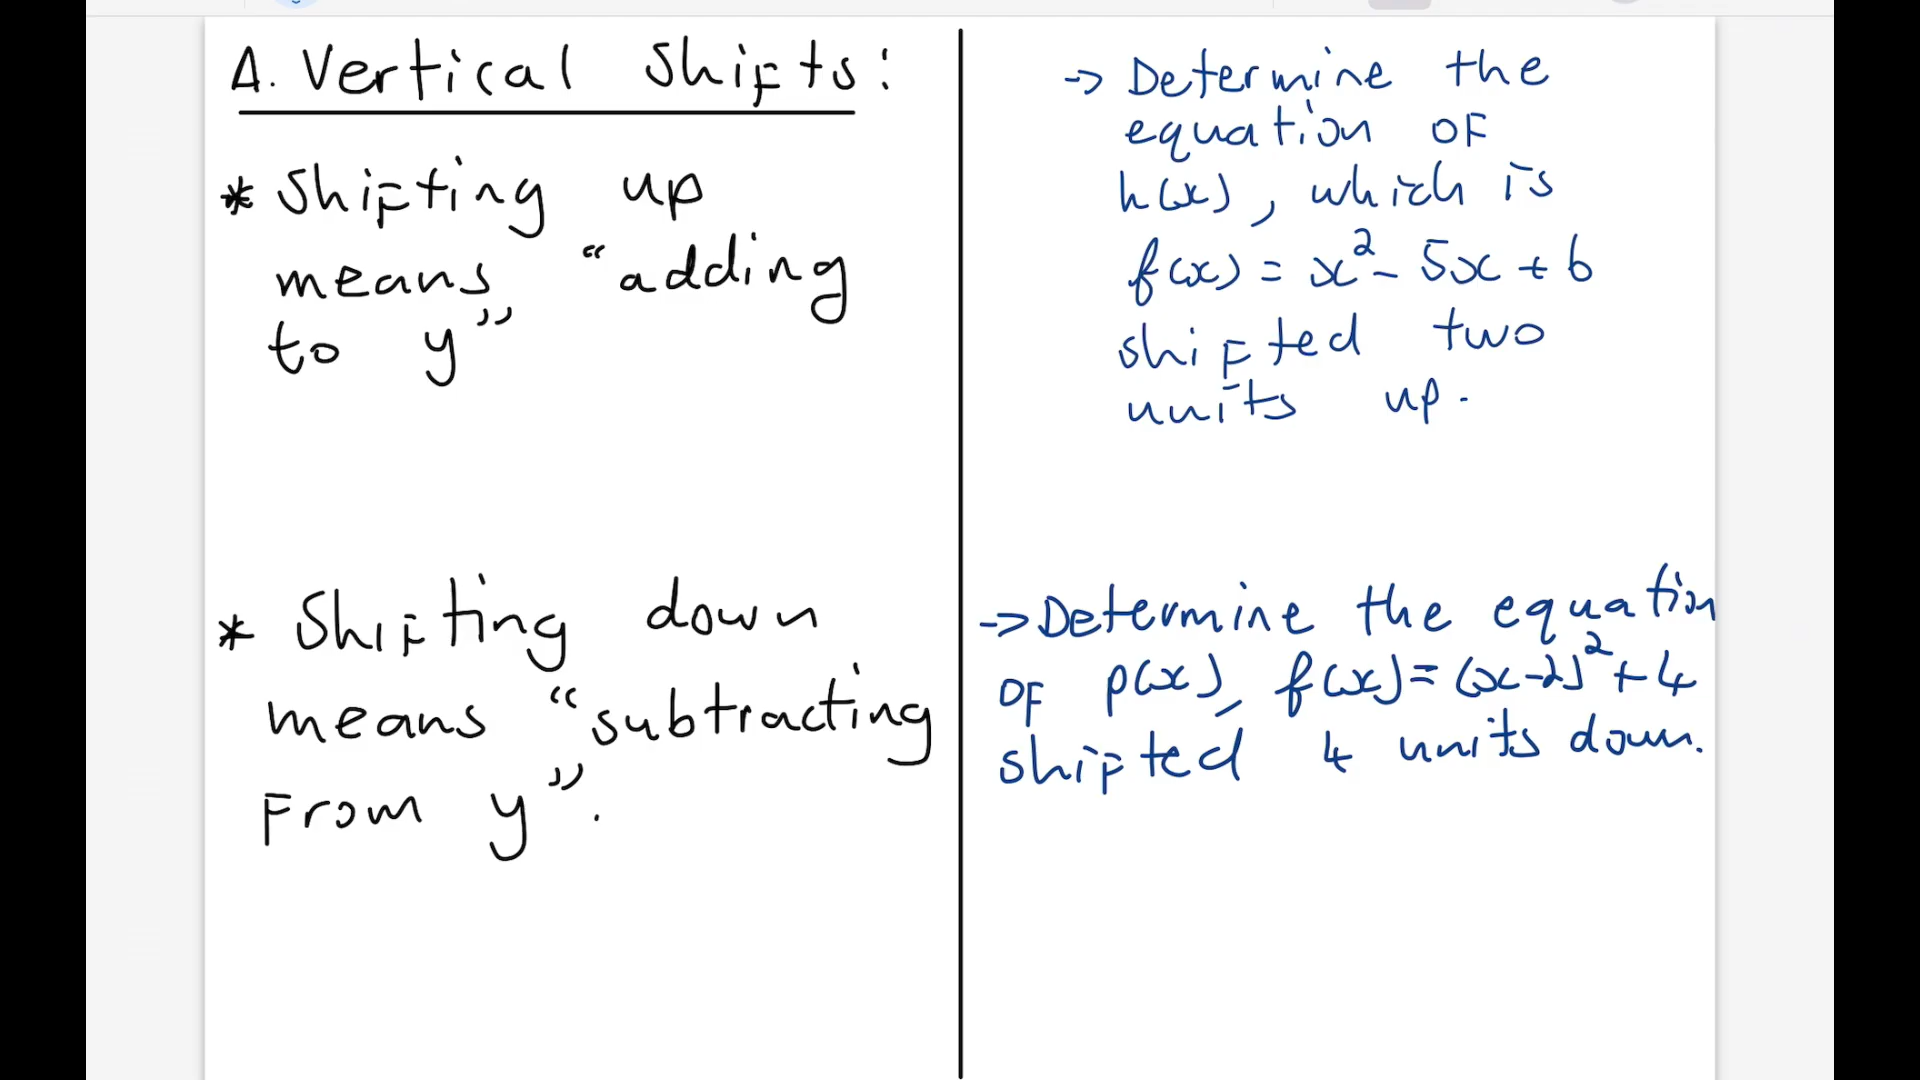 A. Vertical Shifts:
* Shifting up
means "adding
to y"
* Shifting down
means "subtracting
From y".
-> Determine the
equation OF
h(x), which is
f(x) = x² - 5x + 6
shifted two
units up.
-> Determine the equation
OF p(x), f(x) = (x-2)² + 4
shifted 4 units down.